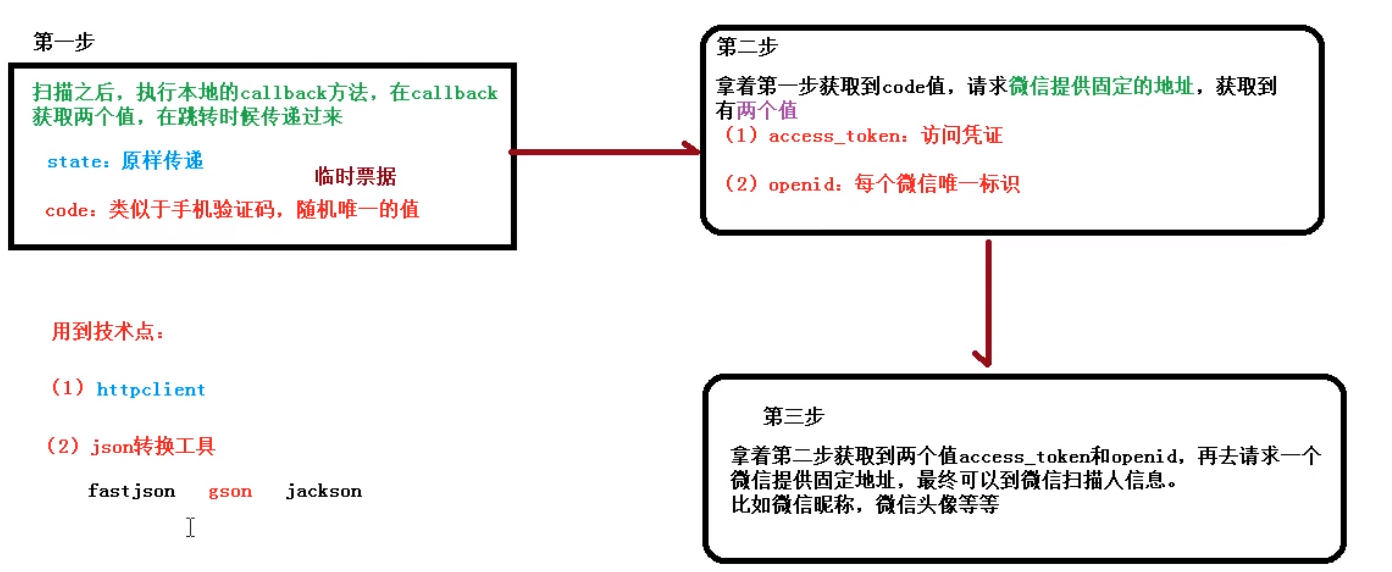 第一步
扫描之后，执行本地的callback方法，在callback
获取两个值，在跳转时候传递过来
state：原样传递
临时票据
code：类似于手机验证码，随机唯一的值
第二步
拿着第一步获取到code值，请求微信提供固定的地址，获取到
有两个值
（1）access_token：访问凭证
（2）openid：每个微信唯一标识
第三步
拿着第二步获取到两个值access_token和openid，再去请求一个
微信提供固定地址，最终可以到微信扫描人信息。
比如微信昵称，微信头像等等
用到技术点：
（1）httpclient
（2）json转换工具
fastjson gson jackson